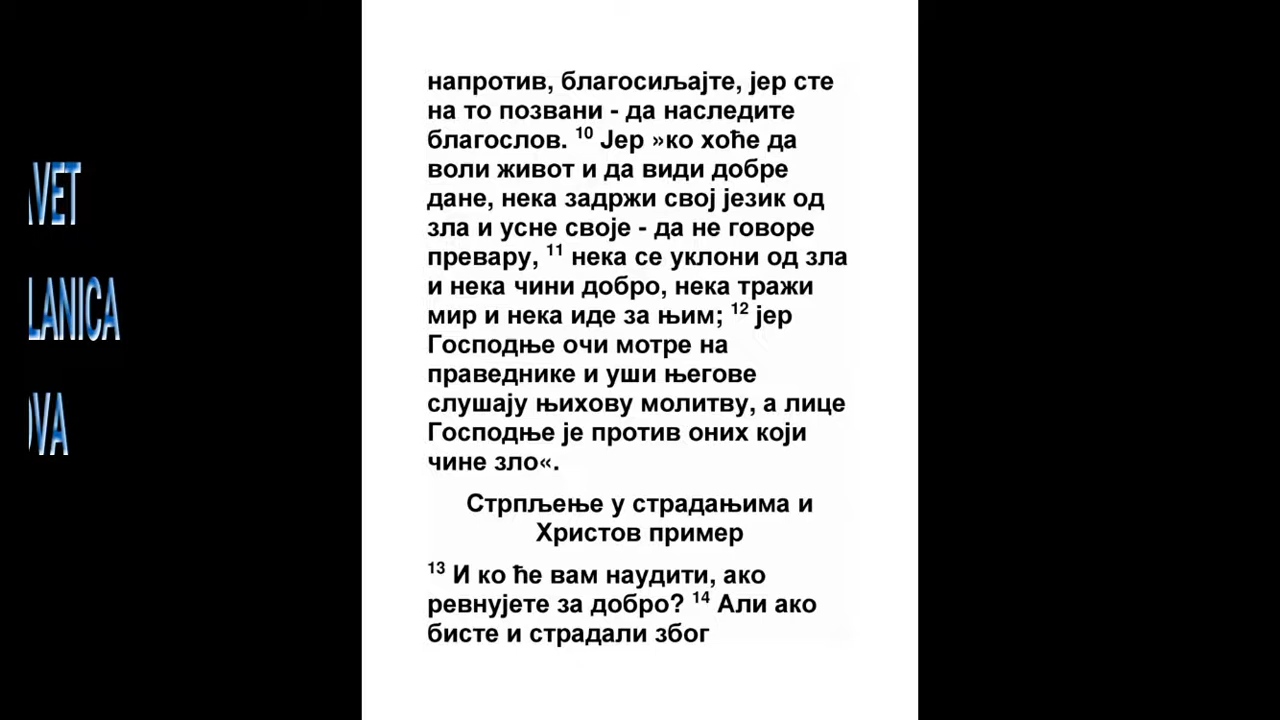 VET
LANICA
VA
напротив, благосиљајте, јер сте
на то позвани - да наследите
благослов. 10 Јер »ко хоће да
воли живот и да види добре
дане, нека задржи свој језик од
зла и усне своје - да не говоре
превару, 11 нека се уклони од зла
и нека чини добро, нека тражи
мир и нека иде за њим; 12 јер
Господње очи мотре на
праведнике и уши његове
слушају њихову молитву, а лице
Господње је против оних који
чине зло«.
Стрпљење у страдањима и
Христов пример
13 И ко ће вам наудити, ако
ревнујете за добро? 14 Али ако
бисте и страдали због